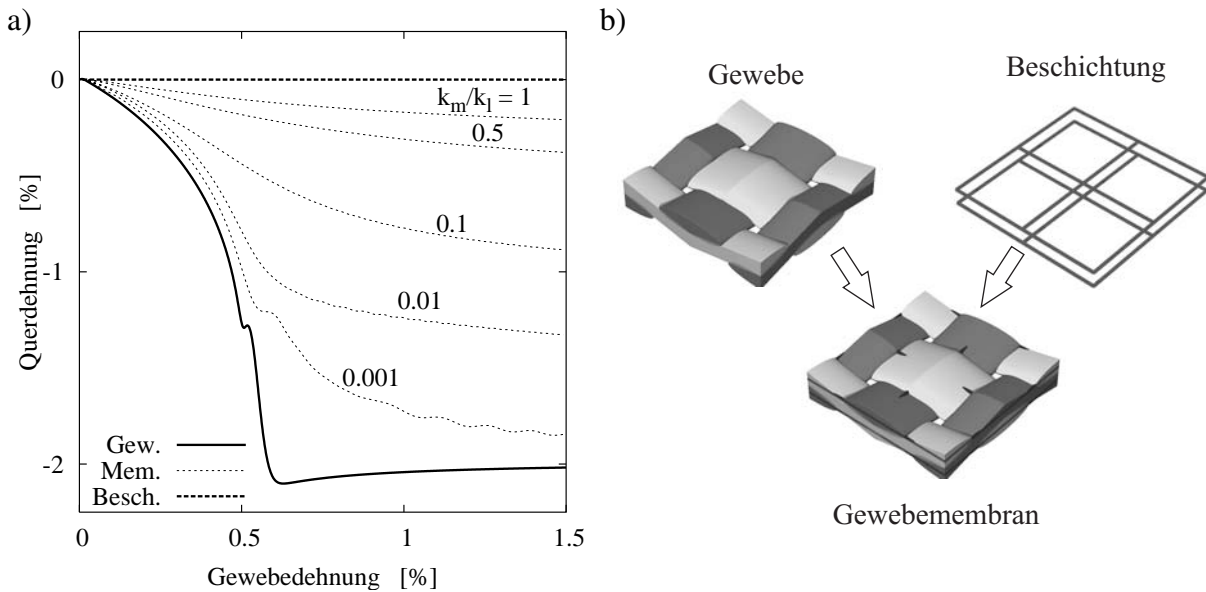 a)
0
-1
-2
Querdehnung [%]
k_m/k_l = 1
0.5
0.1
0.01
0.001
Gew.
Mem.
Besch.
0
0.5
1
1.5
Gewebedehnung [%]
b)
Gewebe
Beschichtung
Gewebemembran